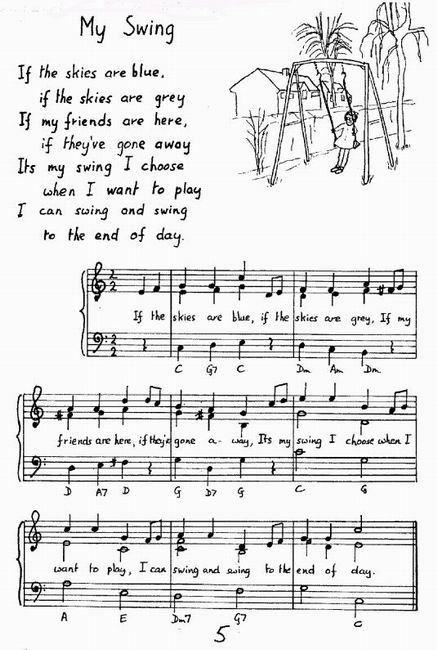 My Swing
If the skies are blue,
if the skies are grey
If my friends are here,
if they've gone away
Its my swing I choose
when I want to play
I can swing and swing
to the end of day.
2 2
If the skies are blue, if the skies are grey, If my
2 2
C G7 C Dm Am Dm
friends are here, if they're gone a- way, Its my swing I choose when I
D A7 D G D7 G C G
want to play, I can swing and swing to the end of day.
A E Dm7 G7 C
5